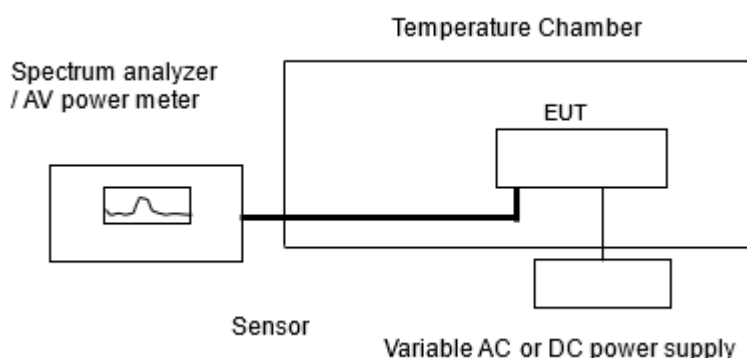 Temperature Chamber
Spectrum analyzer
/ AV power meter
EUT
Sensor
Variable AC or DC power supply